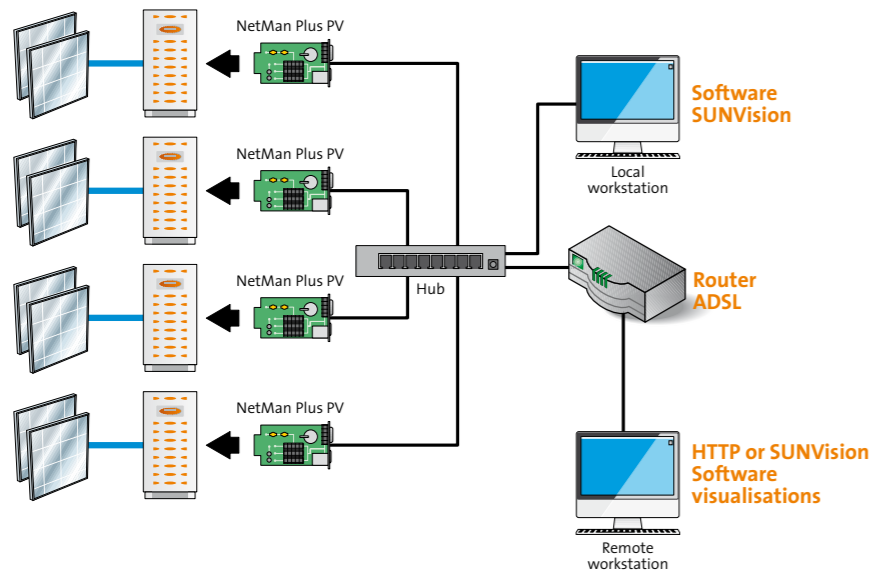 NetMan Plus PV
Software
SUNVision
Local
workstation
NetMan Plus PV
NetMan Plus PV
Hub
Router
ADSL
NetMan Plus PV
HTTP or SUNVision
Software
visualisations
Remote
workstation